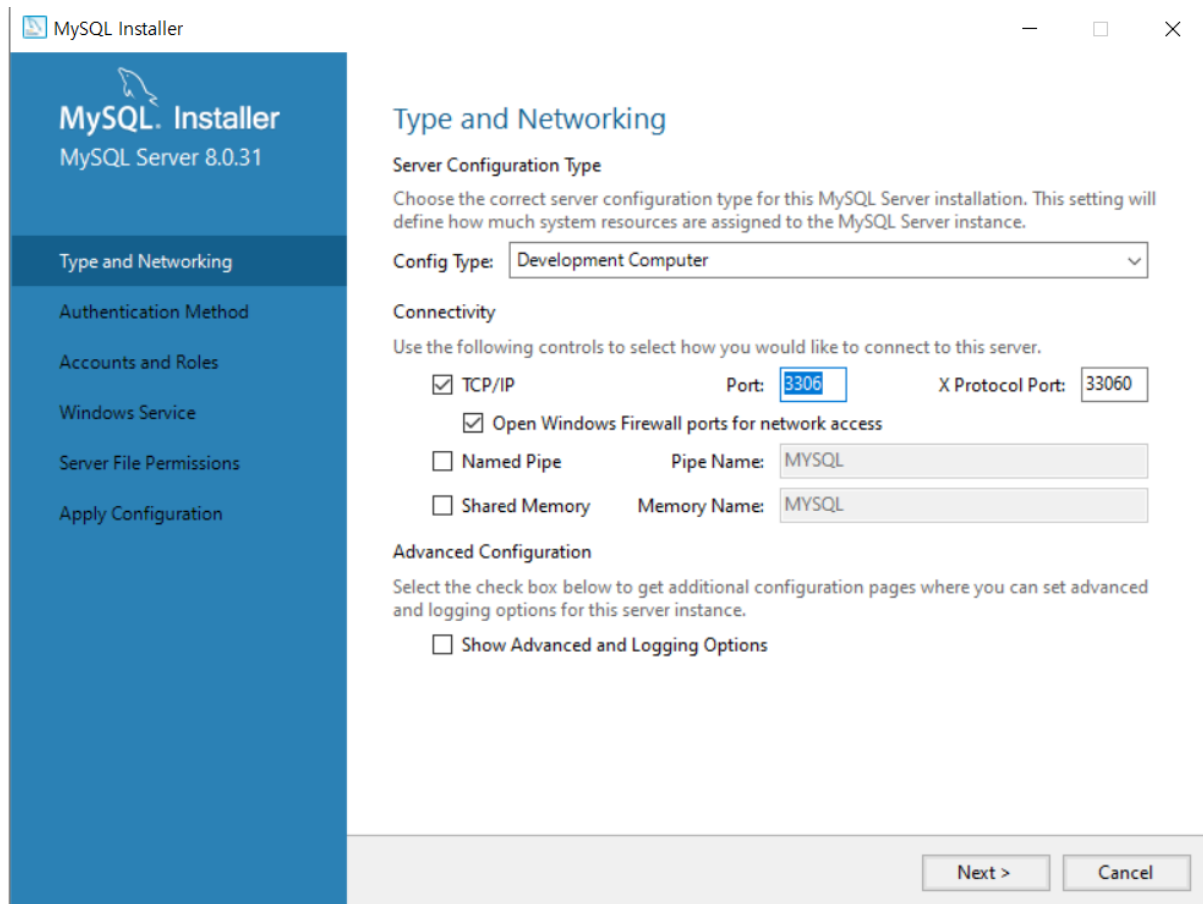 MySQL Installer
MySQL. Installer
MySQL Server 8.0.31
Type and Networking
Authentication Method
Accounts and Roles
Windows Service
Server File Permissions
Apply Configuration
Type and Networking
Server Configuration Type
Choose the correct server configuration type for this MySQL Server installation. This setting will
define how much system resources are assigned to the MySQL Server instance.
Config Type: Development Computer
Connectivity
Use the following controls to select how you would like to connect to this server.
TCP/IP Port: 3306 X Protocol Port: 33060
Open Windows Firewall ports for network access
Named Pipe Pipe Name: MYSQL
Shared Memory Memory Name: MYSQL
Advanced Configuration
Select the check box below to get additional configuration pages where you can set advanced
and logging options for this server instance.
Show Advanced and Logging Options
Next > Cancel